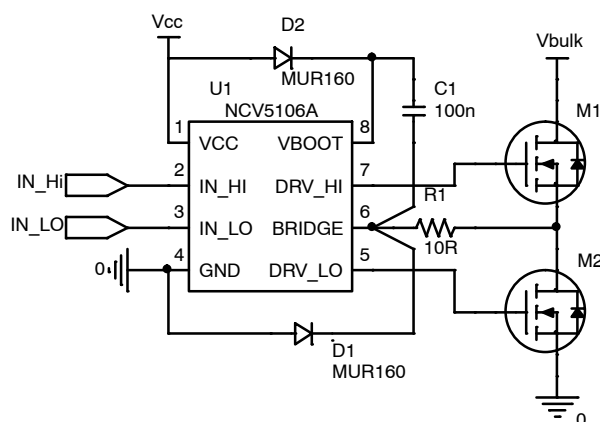 Vcc
D2
MUR160
Vbulk
U1
NCV5106A
C1
100n
M1
1 VCC VBOOT 8
IN_Hi
2 IN_HI DRV_HI 7
R1
IN_LO
3 IN_LO BRIDGE 6
10R
0
4 GND DRV_LO 5
M2
D1
MUR160
0